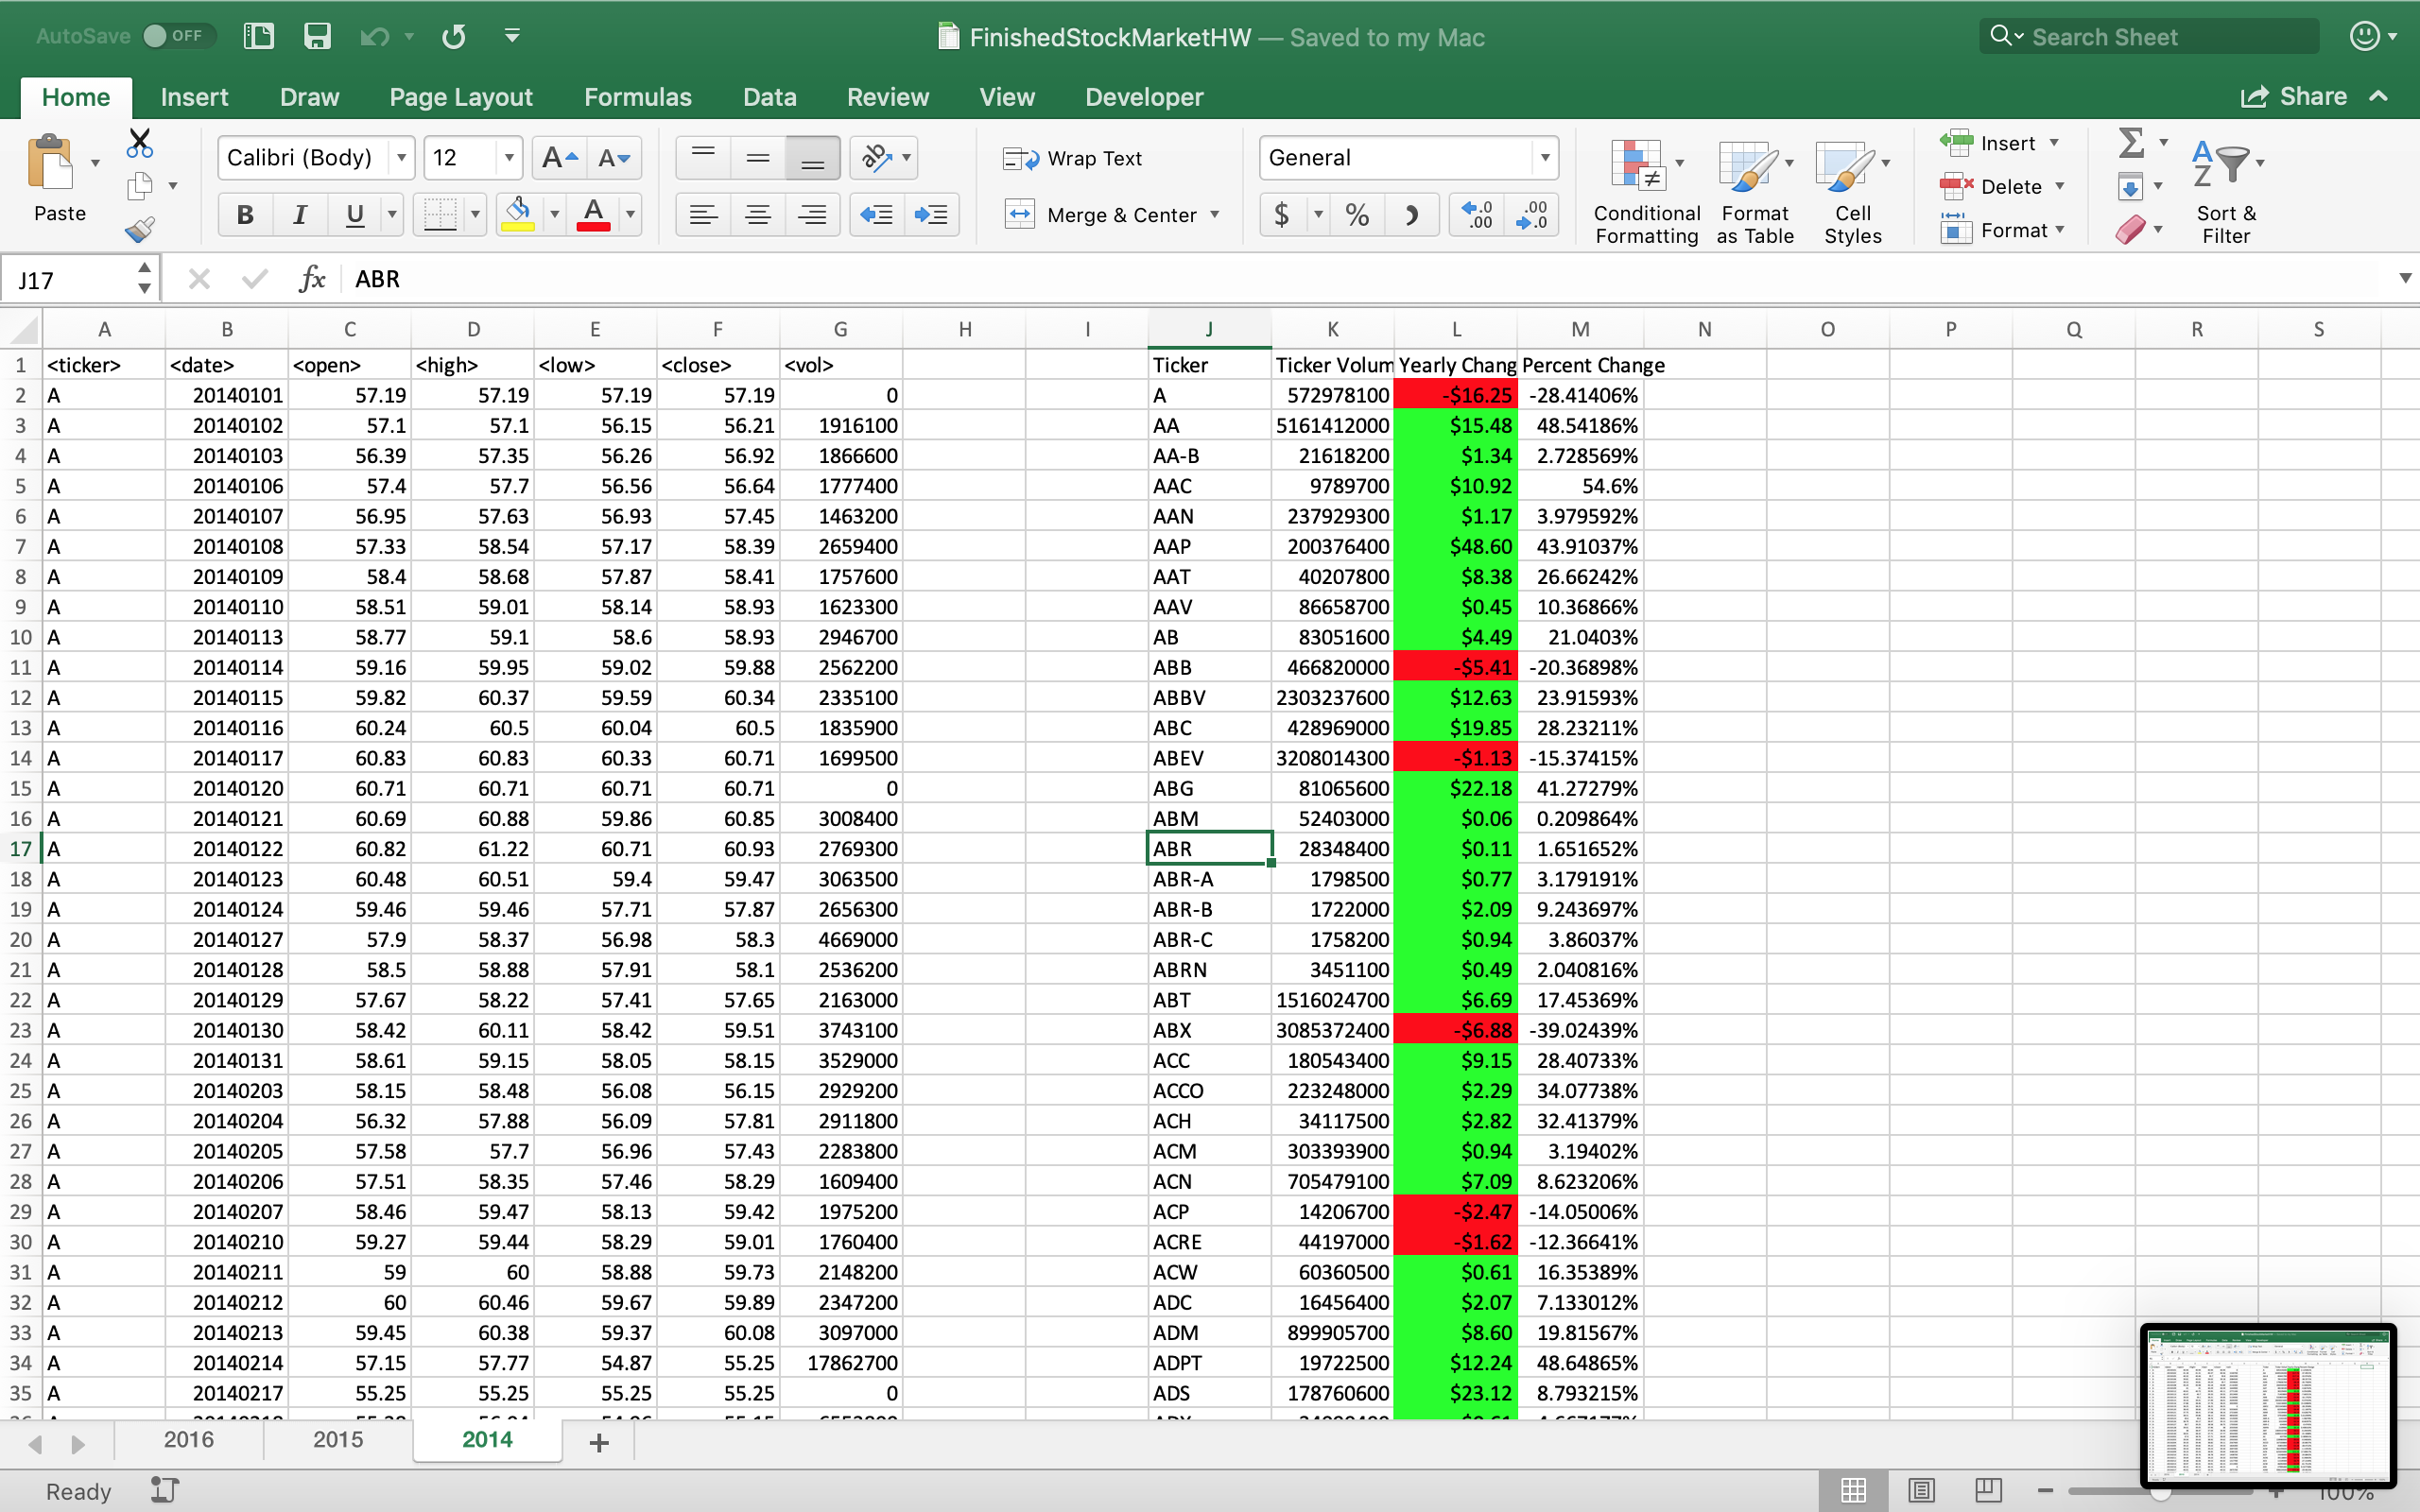 AutoSave OFF FinishedStockMarketHW — Saved to my Mac Search Sheet
Home Insert Draw Page Layout Formulas Data Review View Developer Share
Paste Calibri (Body) 12 Wrap Text General Conditional Formatting Format as Table Cell Styles Insert Delete Format Sort & Filter
B I U A Merge & Center $ %
J17 fx ABR
A B C D E F G H I J K L M N O P Q R S
1 <ticker> <date> <open> <high> <low> <close> <vol> Ticker Ticker Volum Yearly Chang Percent Change
2 A 20140101 57.19 57.19 57.19 57.19 0 A 572978100 -$16.25 -28.41406%
3 A 20140102 57.1 57.1 56.15 56.21 1916100 AA 5161412000 $15.48 48.54186%
4 A 20140103 56.39 57.35 56.26 56.92 1866600 AA-B 21618200 $1.34 2.728569%
5 A 20140106 57.4 57.7 56.56 56.64 1777400 AAC 9789700 $10.92 54.6%
6 A 20140107 56.95 57.63 56.93 57.45 1463200 AAN 237929300 $1.17 3.979592%
7 A 20140108 57.33 58.54 57.17 58.39 2659400 AAP 200376400 $48.60 43.91037%
8 A 20140109 58.4 58.68 57.87 58.41 1757600 AAT 40207800 $8.38 26.66242%
9 A 20140110 58.51 59.01 58.14 58.93 1623300 AAV 86658700 $0.45 10.36866%
10 A 20140113 58.77 59.1 58.6 58.93 2946700 AB 83051600 $4.49 21.0403%
11 A 20140114 59.16 59.95 59.02 59.88 2562200 ABB 466820000 -$5.41 -20.36898%
12 A 20140115 59.82 60.37 59.59 60.34 2335100 ABBV 2303237600 $12.63 23.91593%
13 A 20140116 60.24 60.5 60.04 60.5 1835900 ABC 428969000 $19.85 28.23211%
14 A 20140117 60.83 60.83 60.33 60.71 1699500 ABEV 3208014300 -$1.13 -15.37415%
15 A 20140120 60.71 60.71 60.71 60.71 0 ABG 81065600 $22.18 41.27279%
16 A 20140121 60.69 60.88 59.86 60.85 3008400 ABM 52403000 $0.06 0.209864%
17 A 20140122 60.82 61.22 60.71 60.93 2769300 ABR 28348400 $0.11 1.651652%
18 A 20140123 60.48 60.51 59.4 59.47 3063500 ABR-A 1798500 $0.77 3.179191%
19 A 20140124 59.46 59.46 57.71 57.87 2656300 ABR-B 1722000 $2.09 9.243697%
20 A 20140127 57.9 58.37 56.98 58.3 4669000 ABR-C 1758200 $0.94 3.86037%
21 A 20140128 58.5 58.88 57.91 58.1 2536200 ABRN 3451100 $0.49 2.040816%
22 A 20140129 57.67 58.22 57.41 57.65 2163000 ABT 1516024700 $6.69 17.45369%
23 A 20140130 58.42 60.11 58.42 59.51 3743100 ABX 3085372400 -$6.88 -39.02439%
24 A 20140131 58.61 59.15 58.05 58.15 3529000 ACC 180543400 $9.15 28.40733%
25 A 20140203 58.15 58.48 56.08 56.15 2929200 ACCO 223248000 $2.29 34.07738%
26 A 20140204 56.32 57.88 56.09 57.81 2911800 ACH 34117500 $2.82 32.41379%
27 A 20140205 57.58 57.7 56.96 57.43 2283800 ACM 303393900 $0.94 3.19402%
28 A 20140206 57.51 58.35 57.46 58.29 1609400 ACN 705479100 $7.09 8.623206%
29 A 20140207 58.46 59.47 58.13 59.42 1975200 ACP 14206700 -$2.47 -14.05006%
30 A 20140210 59.27 59.44 58.29 59.01 1760400 ACRE 44197000 -$1.62 -12.36641%
31 A 20140211 59 60 58.88 59.73 2148200 ACW 60360500 $0.61 16.35389%
32 A 20140212 60 60.46 59.67 59.89 2347200 ADC 16456400 $2.07 7.133012%
33 A 20140213 59.45 60.38 59.37 60.08 3097000 ADM 899905700 $8.60 19.81567%
34 A 20140214 57.15 57.77 54.87 55.25 17862700 ADPT 19722500 $12.24 48.64865%
35 A 20140217 55.25 55.25 55.25 55.25 0 ADS 178760600 $23.12 8.793215%
2016 2015 2014
Ready 100%